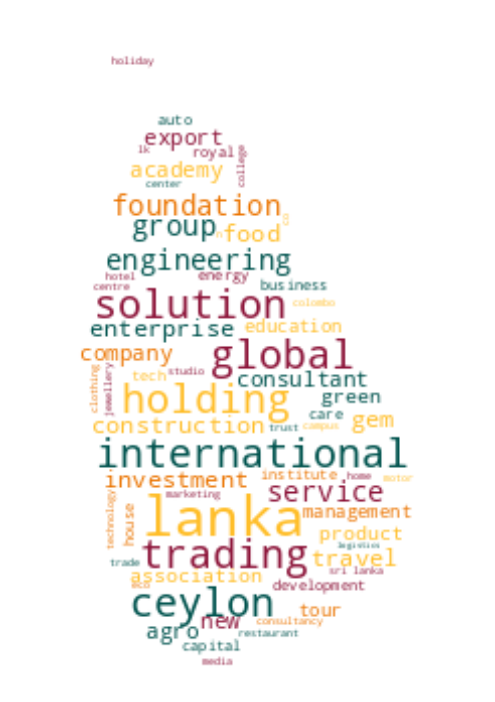 holiday
auto
export
lk
royal
college
academy
center
foundation
co
group
food
engineering
hotel
energy
centre
business
solution
colombo
enterprise
education
company
global
clothing
jewellery
tech
studio
consultant
holding
green
care
gem
construction
trust
campus
international
investment
institute
home
motor
technology
marketing
service
house
lanka
management
product
logistics
trading
trade
travel
sri lanka
association
eco
development
ceylon
tour
new
consultancy
agro
restaurant
capital
media